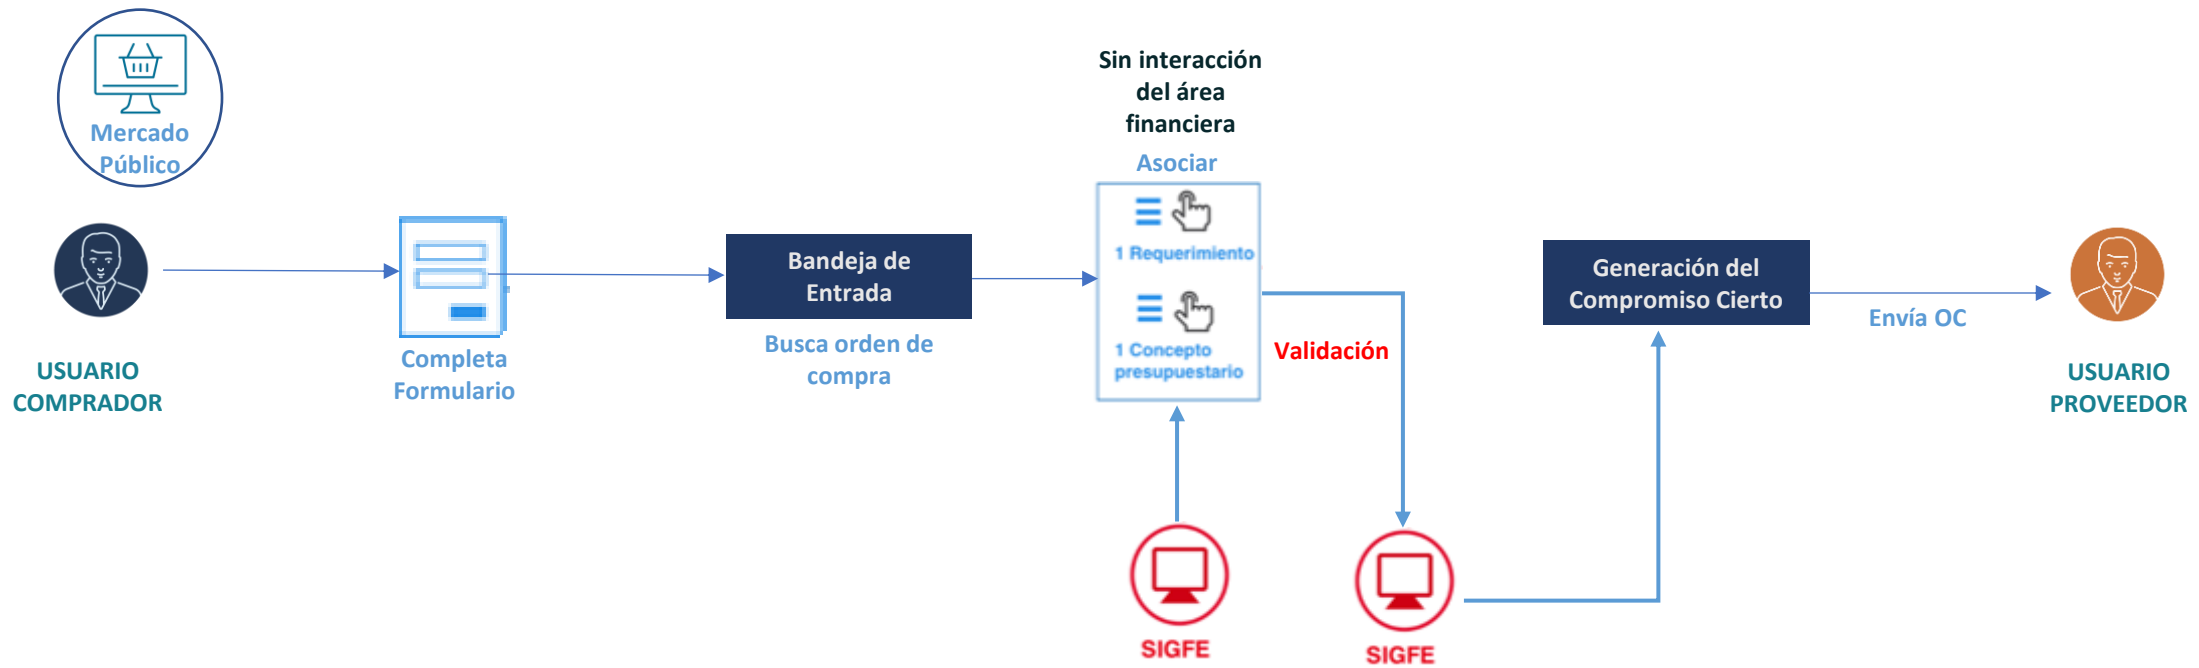 Mercado
Público
USUARIO
COMPRADOR
Completa
Formulario
Bandeja de
Entrada
Busca orden de
compra
Sin interacción
del área
financiera
Asociar
1 Requerimiento
1 Concepto
presupuestario
SIGFE
Validación
SIGFE
Generación del
Compromiso Cierto
Envía OC
USUARIO
PROVEEDOR